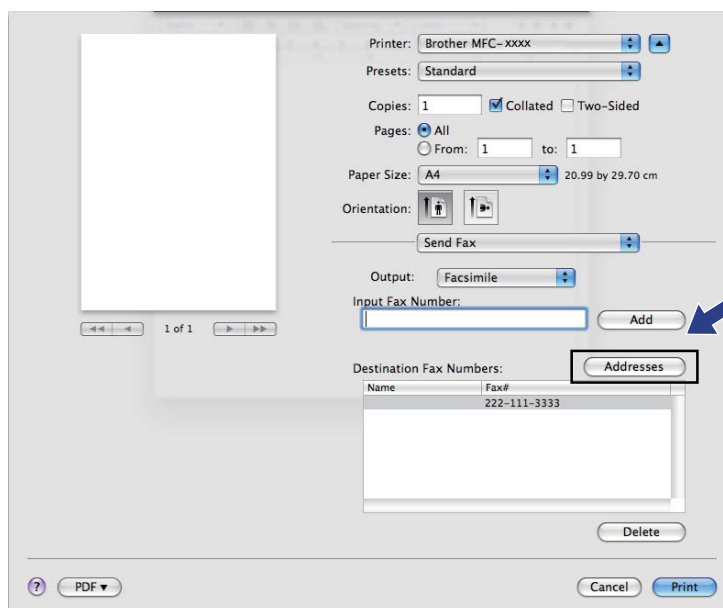 Printer: Brother MFC-xxxx
Presets: Standard
Copies: 1 Collated Two-Sided
Pages: All
From: 1 to: 1
Paper Size: A4 20.99 by 29.70 cm
Orientation:
Send Fax
Output: Facsimile
Input Fax Number:
Add
1 of 1
Destination Fax Numbers: Addresses
Name Fax#
222-111-3333
Delete
? PDF▼ Cancel Print